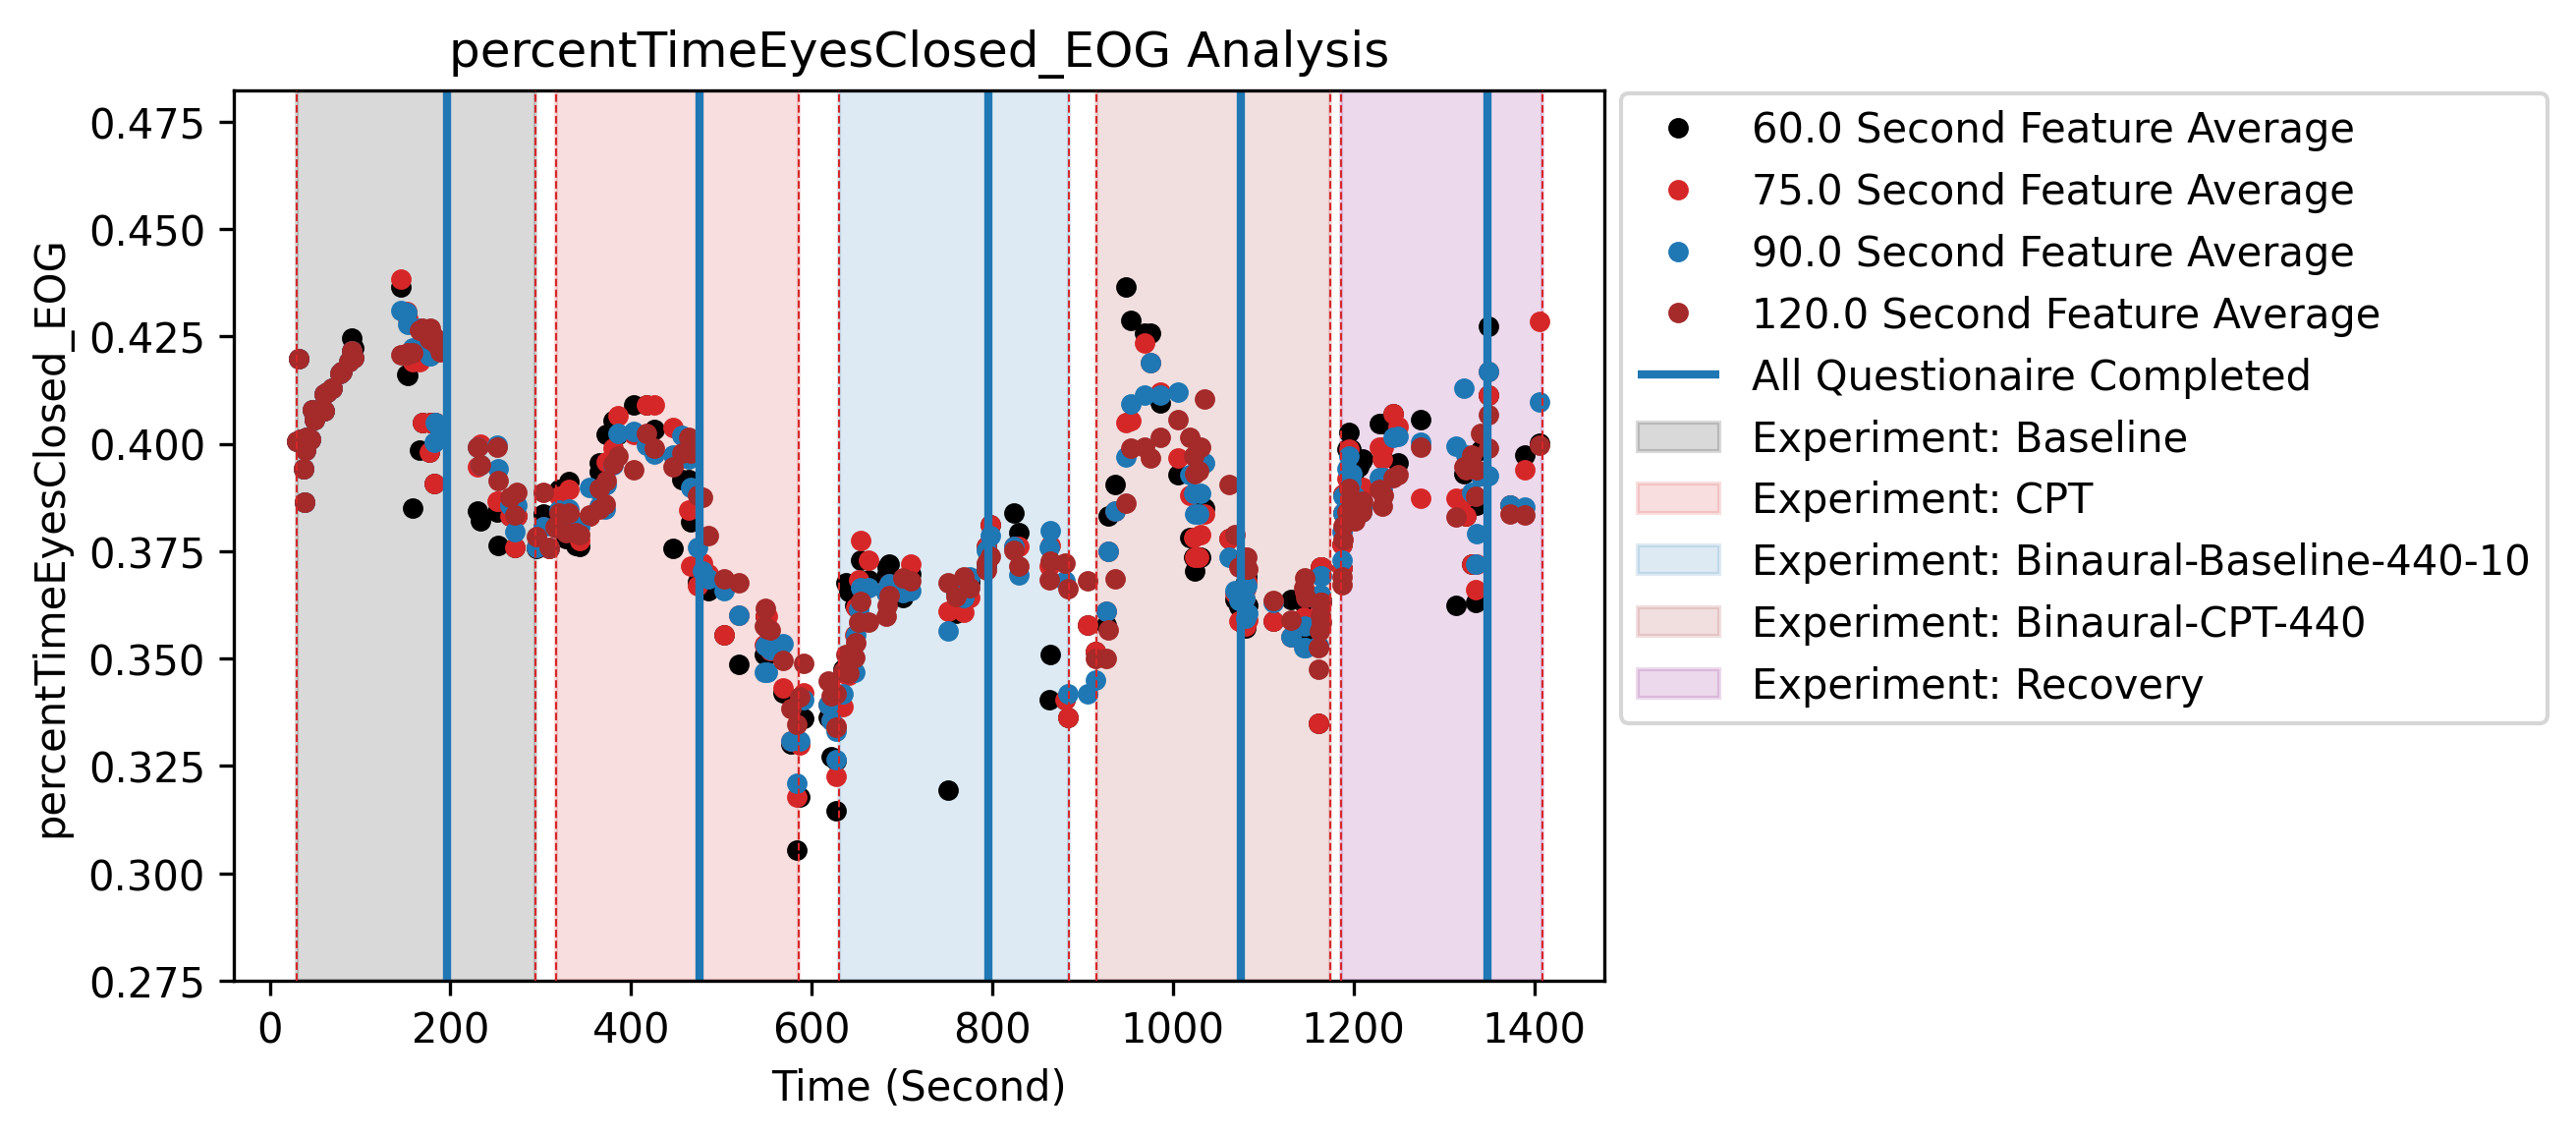 percentTimeEyesClosed_EOG Analysis
percentTimeEyesClosed_EOG
0.475
0.450
0.425
0.400
0.375
0.350
0.325
0.300
0.275
0 200 400 600 800 1000 1200 1400
Time (Second)
60.0 Second Feature Average
75.0 Second Feature Average
90.0 Second Feature Average
120.0 Second Feature Average
All Questionaire Completed
Experiment: Baseline
Experiment: CPT
Experiment: Binaural-Baseline-440-10
Experiment: Binaural-CPT-440
Experiment: Recovery